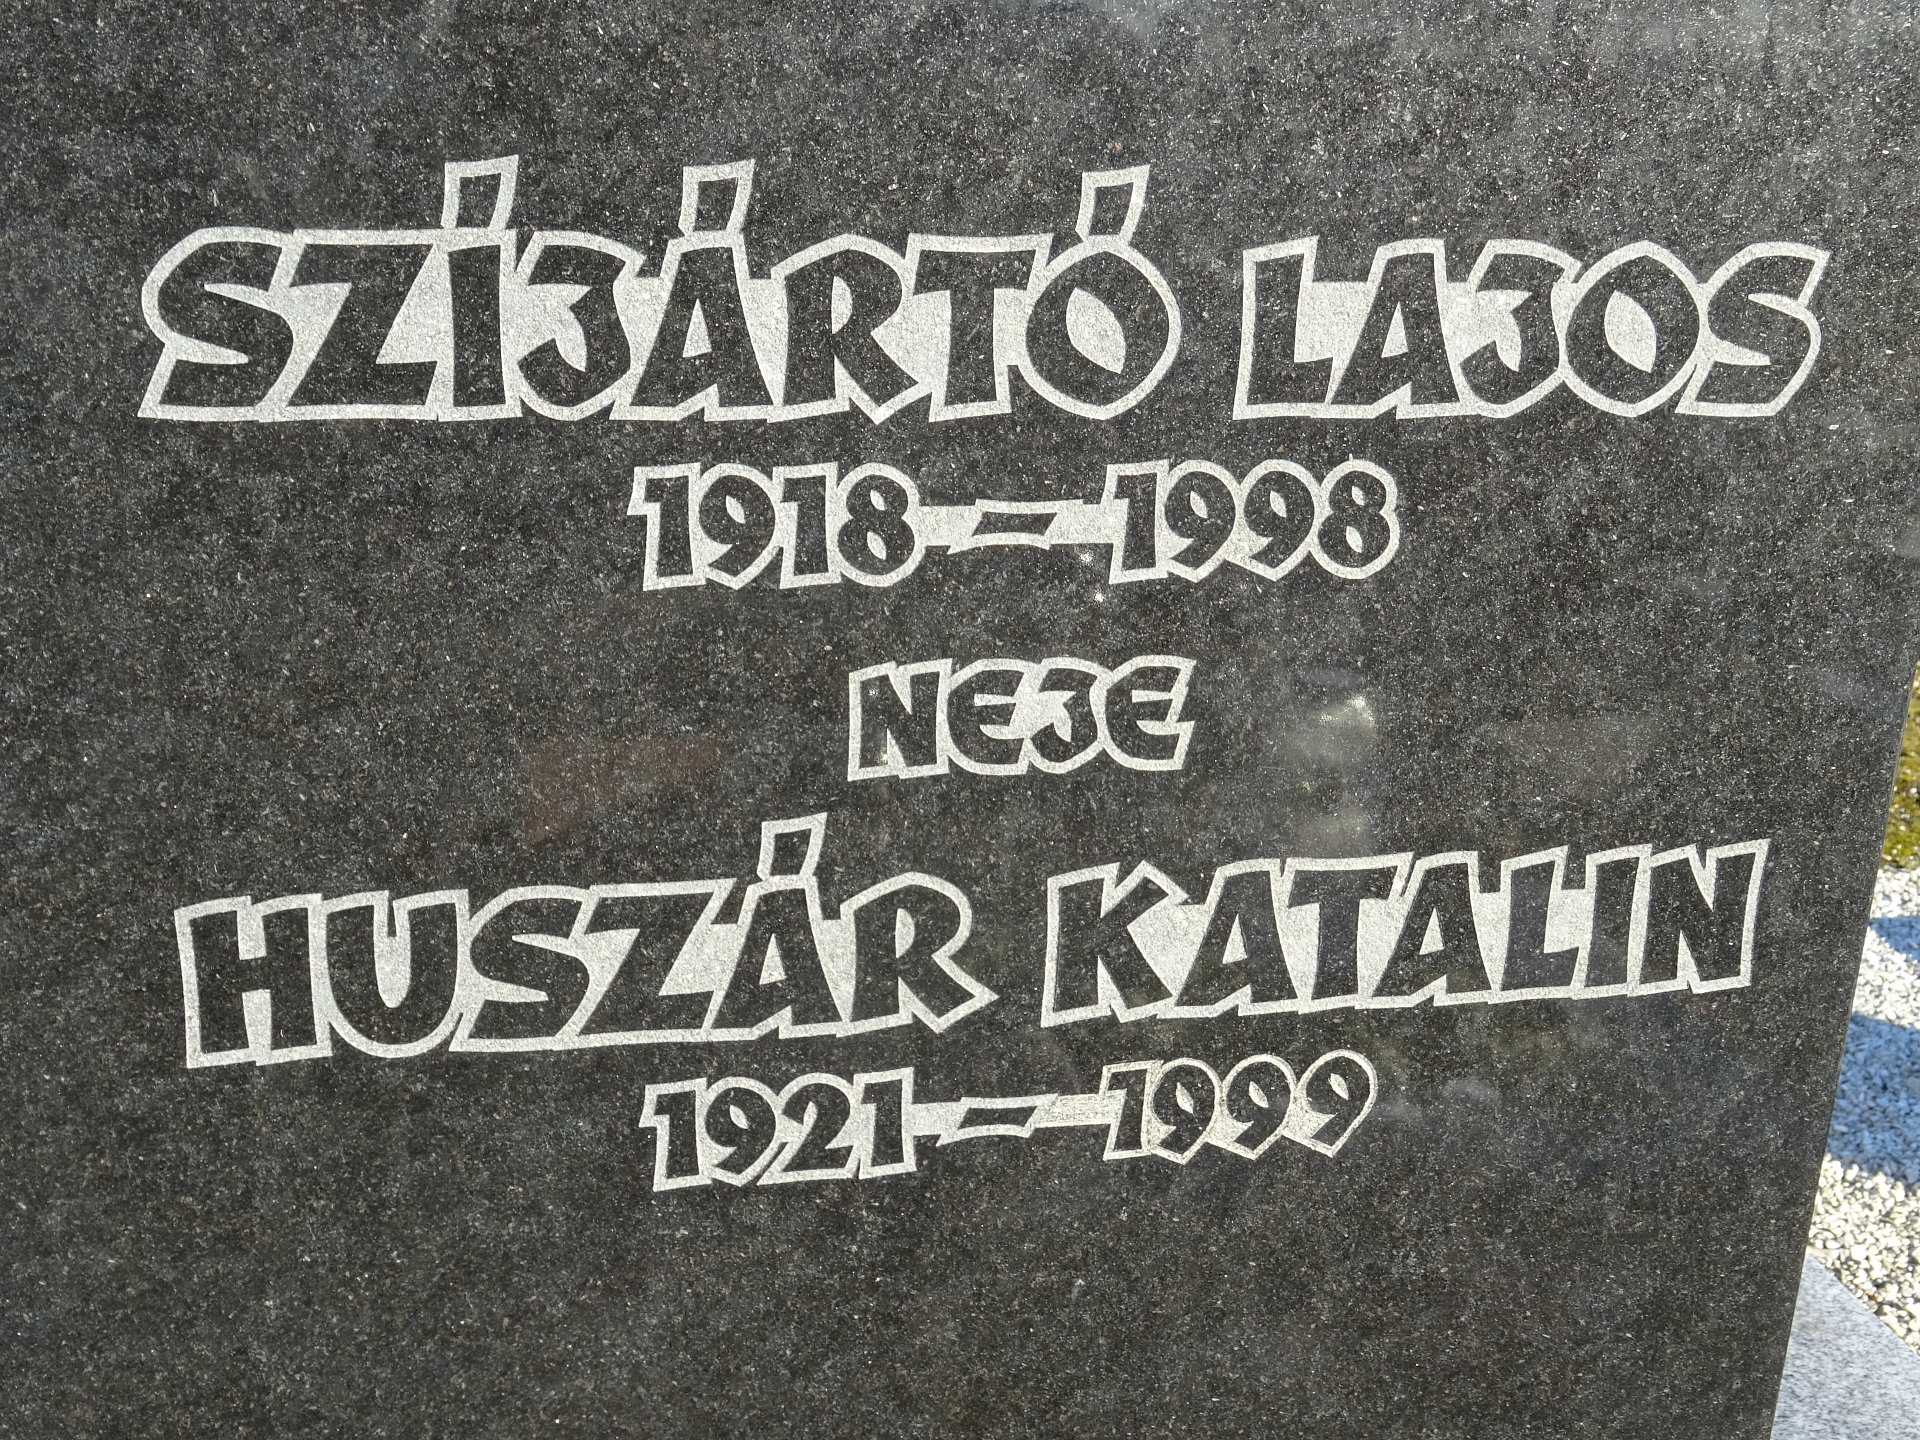 SZÍJÁRTÓ LAJOS
1918-1998
NEJE
HUSZÁR KATALIN
1921-1999